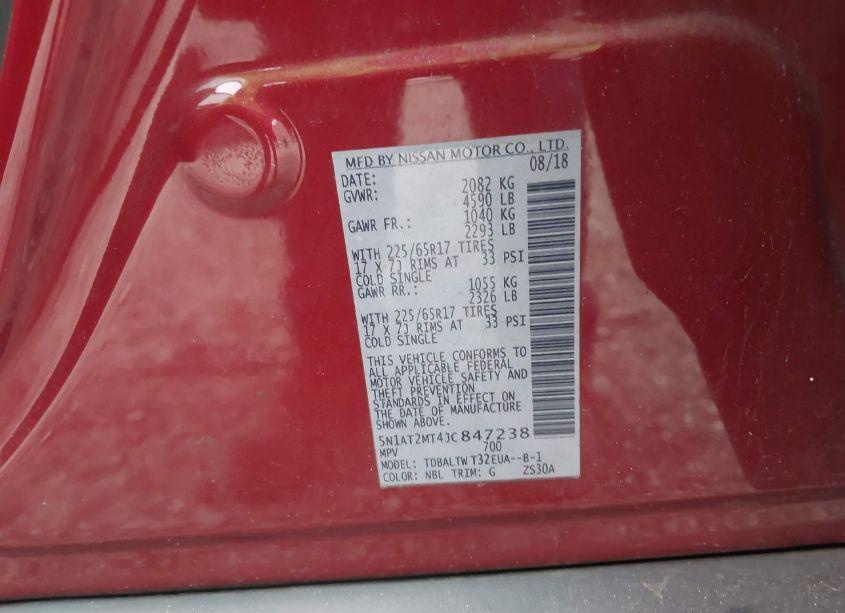 MFD BY NISSAN MOTOR CO., LTD.
DATE: 08/18
GVWR: 2082 KG
4590 LB
GAWR FR.: 1040 KG
2293 LB
WITH 225/65R17 TIRES
17 X 7J RIMS AT 33 PSI
COLD SINGLE
GAWR RR.: 1055 KG
2326 LB
WITH 225/65R17 TIRES
17 X 7J RIMS AT 33 PSI
COLD SINGLE
THIS VEHICLE CONFORMS TO
ALL APPLICABLE FEDERAL
MOTOR VEHICLE SAFETY AND
THEFT PREVENTION
STANDARDS IN EFFECT ON
THE DATE OF MANUFACTURE
SHOWN ABOVE.
5N1AT2MT4JC847238
MPV 700
MODEL: TDBALTW T32EUA--B-1
COLOR: NBL TRIM: G ZS30A